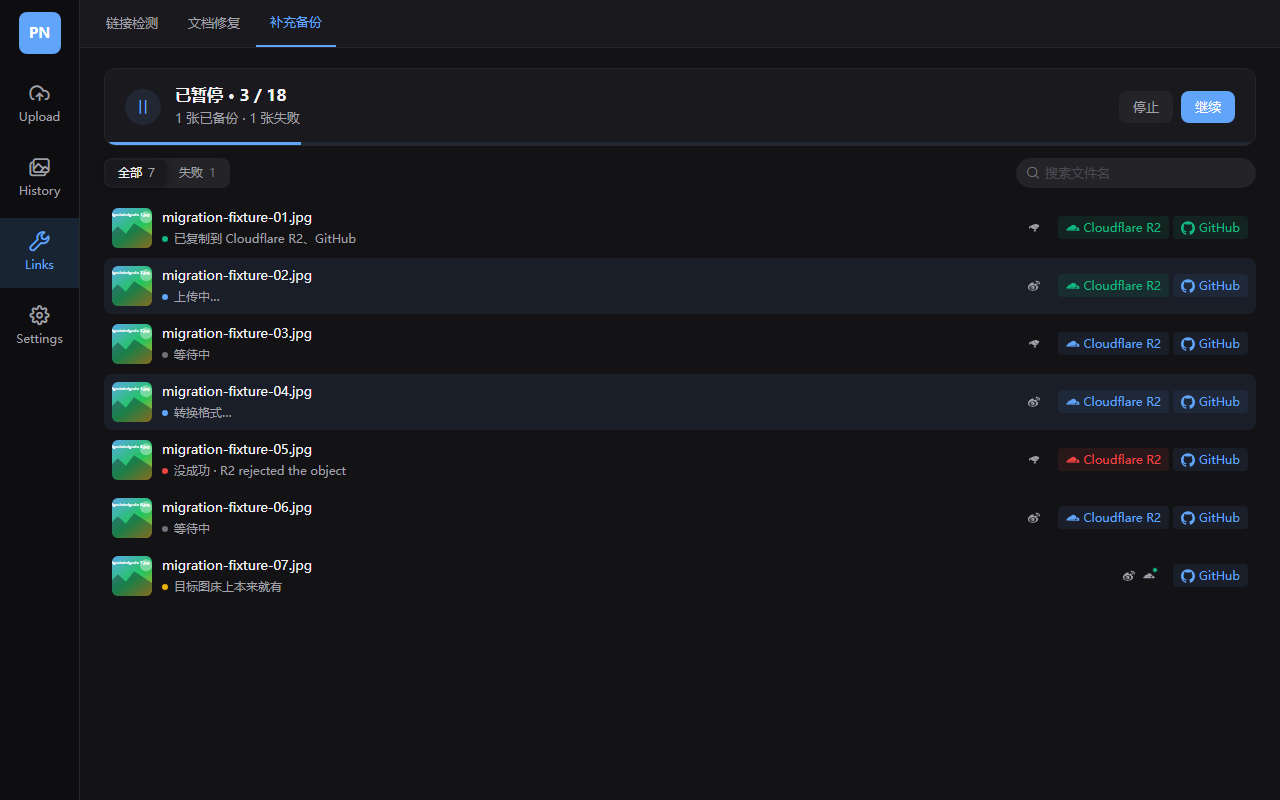 PN
Upload
History
Links
Settings
链接检测 文档修复 补充备份
已暂停 • 3 / 18
1 张已备份 · 1 张失败
停止 继续
全部 7 失败 1
搜索文件名
migration-fixture-01.jpg
已复制到 Cloudflare R2、GitHub
Cloudflare R2 GitHub
migration-fixture-02.jpg
上传中...
Cloudflare R2 GitHub
migration-fixture-03.jpg
等待中
Cloudflare R2 GitHub
migration-fixture-04.jpg
转换格式...
Cloudflare R2 GitHub
migration-fixture-05.jpg
没成功 · R2 rejected the object
Cloudflare R2 GitHub
migration-fixture-06.jpg
等待中
Cloudflare R2 GitHub
migration-fixture-07.jpg
目标图床上本来就有
GitHub